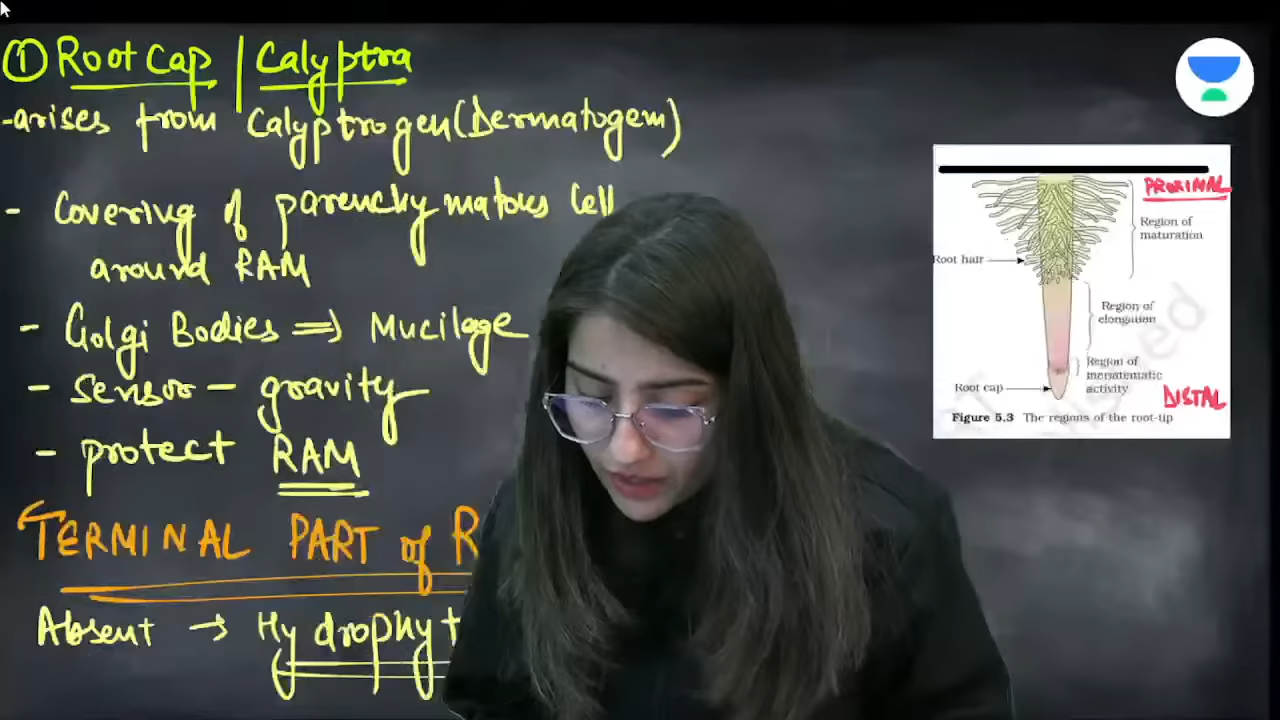 ① Root Cap | Calyptra
-arises from Calyptrogen(Dermatogem)
- Covering of parenchymatous Cell
around RAM
- Golgi Bodies => Mucilage
- sensor - gravity
- protect RAM
TERMINAL PART of R
Absent → Hydrophyt
PROXIMAL
Region of
maturation
Root hair
Region of
elongation
Region of
meristematic
activity
Root cap
DISTAL
Figure 5.3 The regions of the root-tip